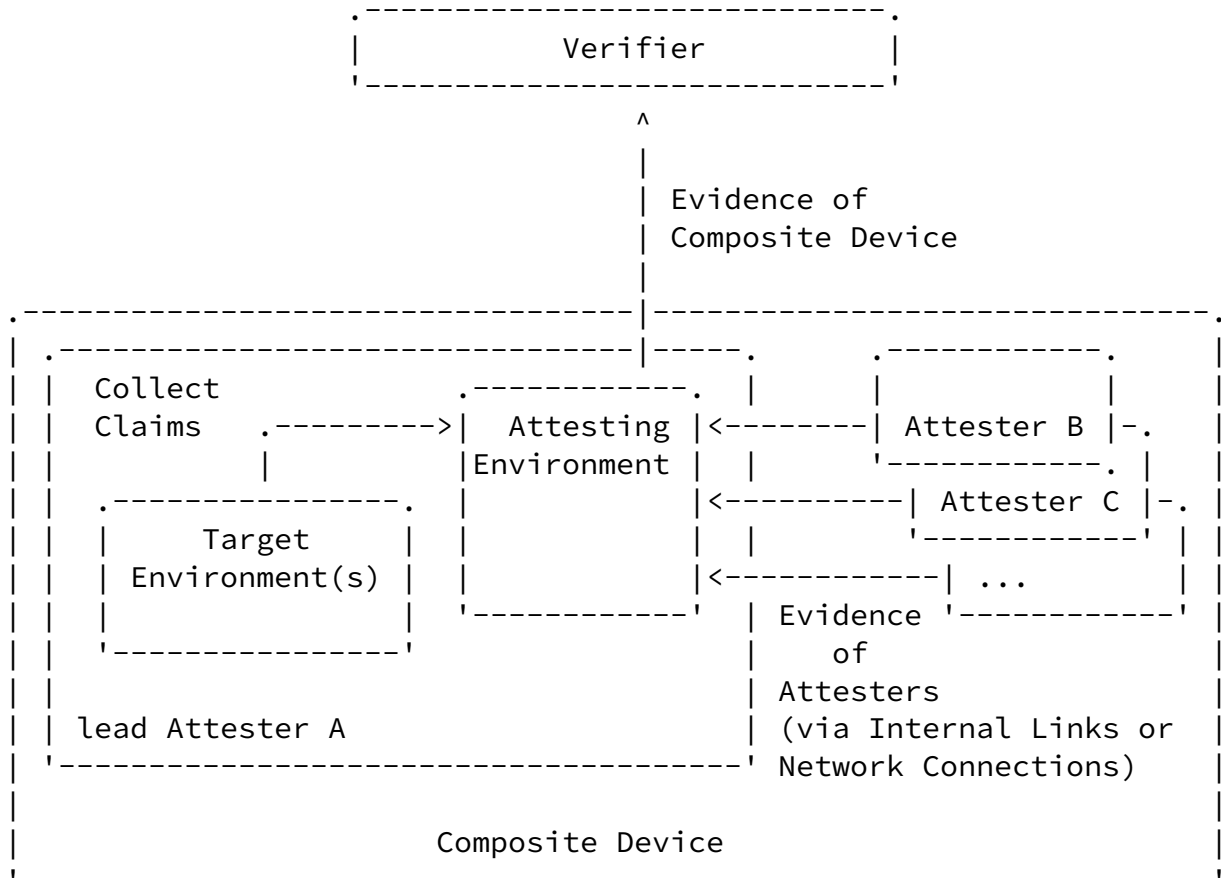 Verifier
Evidence of
Composite Device
Collect
Claims
Attesting
Environment
Attester B
Attester C
Target
Environment(s)
...
Evidence
of
Attesters
(via Internal Links or
Network Connections)
lead Attester A
Composite Device